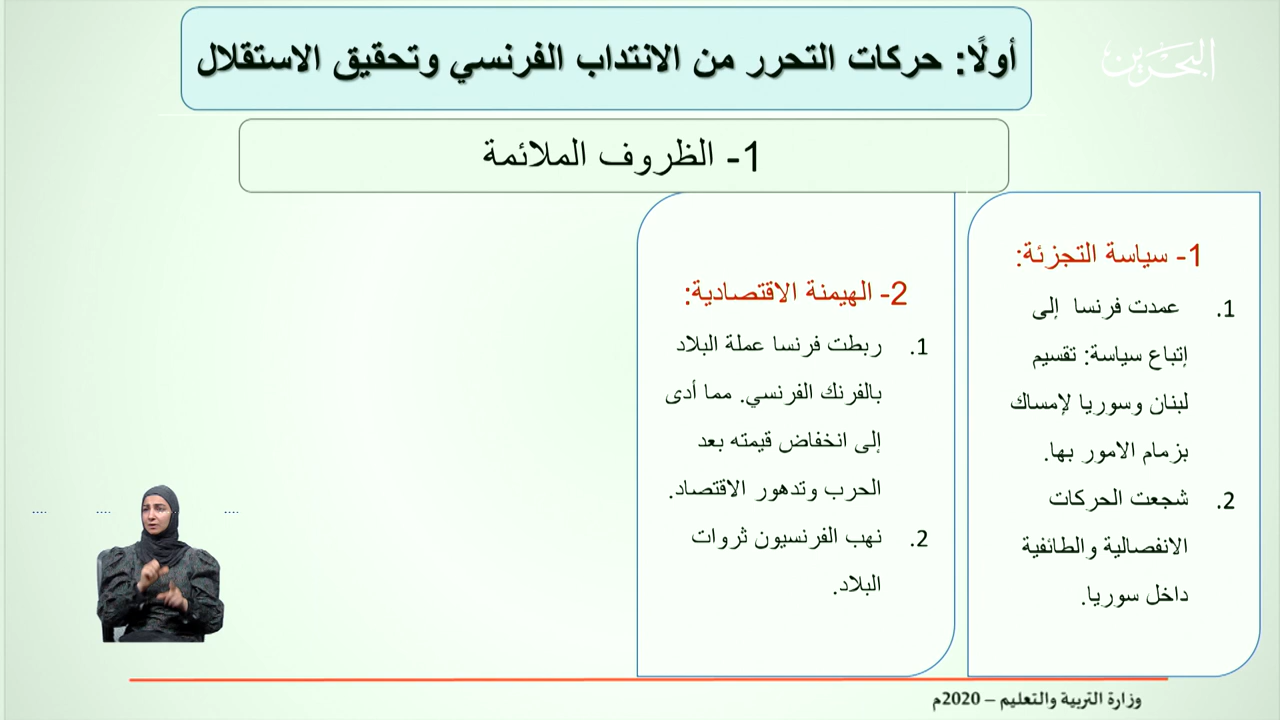 البحرين
أولًا: حركات التحرر من الانتداب الفرنسي وتحقيق الاستقلال
1- الظروف الملائمة
1- سياسة التجزئة:
1. عمدت فرنسا إلى
إتباع سياسة: تقسيم
لبنان وسوريا لإمساك
بزمام الامور بها.
2. شجعت الحركات
الانفصالية والطائفية
داخل سوريا.
2- الهيمنة الاقتصادية:
1. ربطت فرنسا عملة البلاد
بالفرنك الفرنسي. مما أدى
إلى انخفاض قيمته بعد
الحرب وتدهور الاقتصاد.
2. نهب الفرنسيون ثروات
البلاد.
وزارة التربية والتعليم – 2020م